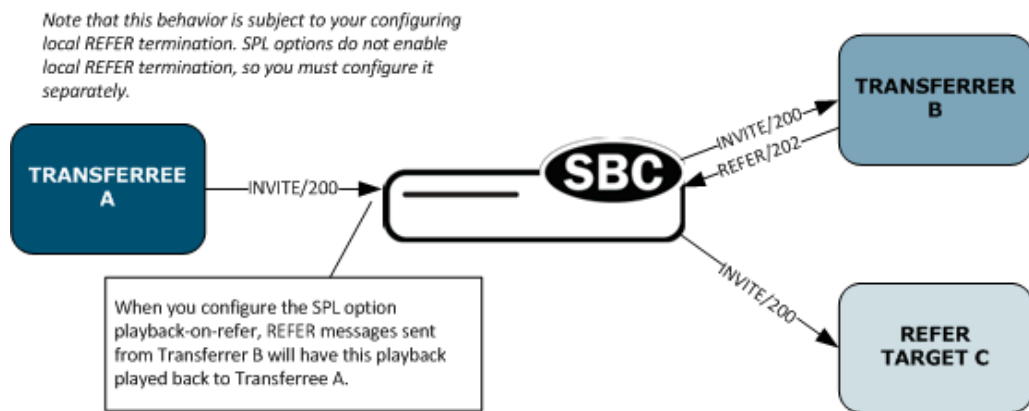 Note that this behavior is subject to your configuring
local REFER termination. SPL options do not enable
local REFER termination, so you must configure it
separately.
TRANSFERREE
A
INVITE/200
SBC
INVITE/200
REFER/202
TRANSFERRER
B
INVITE/200
REFER
TARGET C
When you configure the SPL option
playback-on-refer, REFER messages sent
from Transferrer B will have this playback
played back to Transferree A.